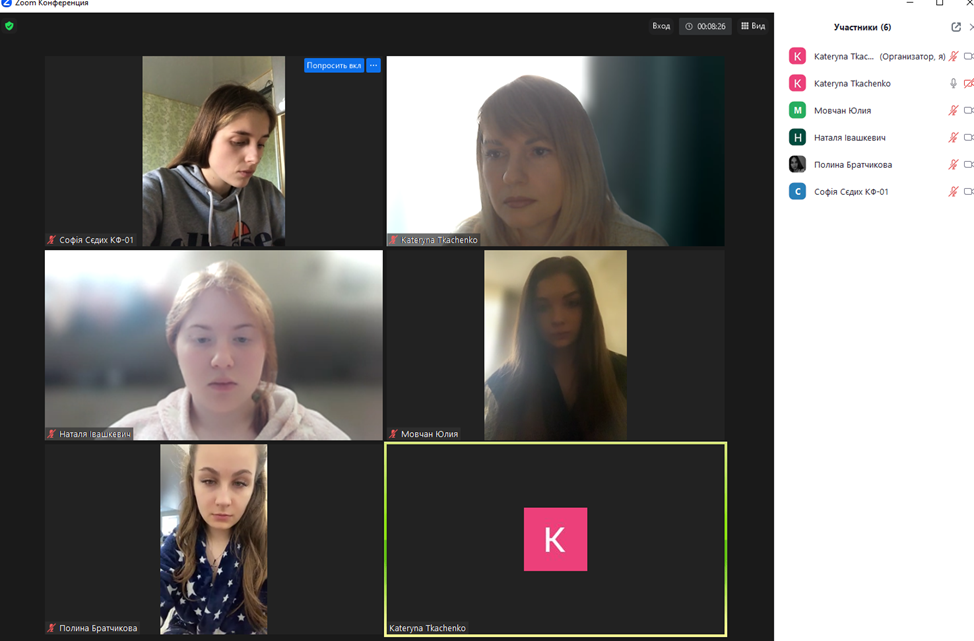 Zoom Конференция
Вход
00:08:26
Вид
Попросить вкл
Софія Сєдих КФ-01
Kateryna Tkachenko
Наталя Івашкевич
Мовчан Юлия
K
Полина Братчикова
Kateryna Tkachenko
Участники (6)
K Kateryna Tkac... (Организатор, я)
K Kateryna Tkachenko
М Мовчан Юлия
Н Наталя Івашкевич
Полина Братчикова
С Софія Сєдих КФ-01